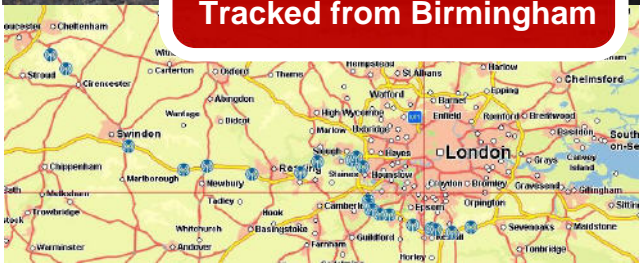 Tracked from Birmingham
Cheltenham
Stroud
Cirencester
Carterton
Oxford
Thame
Hempstead
St Albans
Harlow
Chelmsford
Watford
Barnet
Epping
Abingdon
High Wycombe
Enfield
Romford
Brentwood
Wantage
Didcot
Marlow
Uxbridge
Basildon
Swindon
Slough
Hayes
London
Grays
Canvey Island
Chippenham
Reading
Staines
Hounslow
Marlborough
Newbury
Croydon
Bromley
Gravesend
Gillingham
Melksham
Tadley
Camberl
Epsom
Orpington
Trowbridge
Hook
Whitchurch
Basingstoke
Sevenoaks
Maidstone
Warminster
Andover
Farnham
Guildford
Horley
Tonbridge